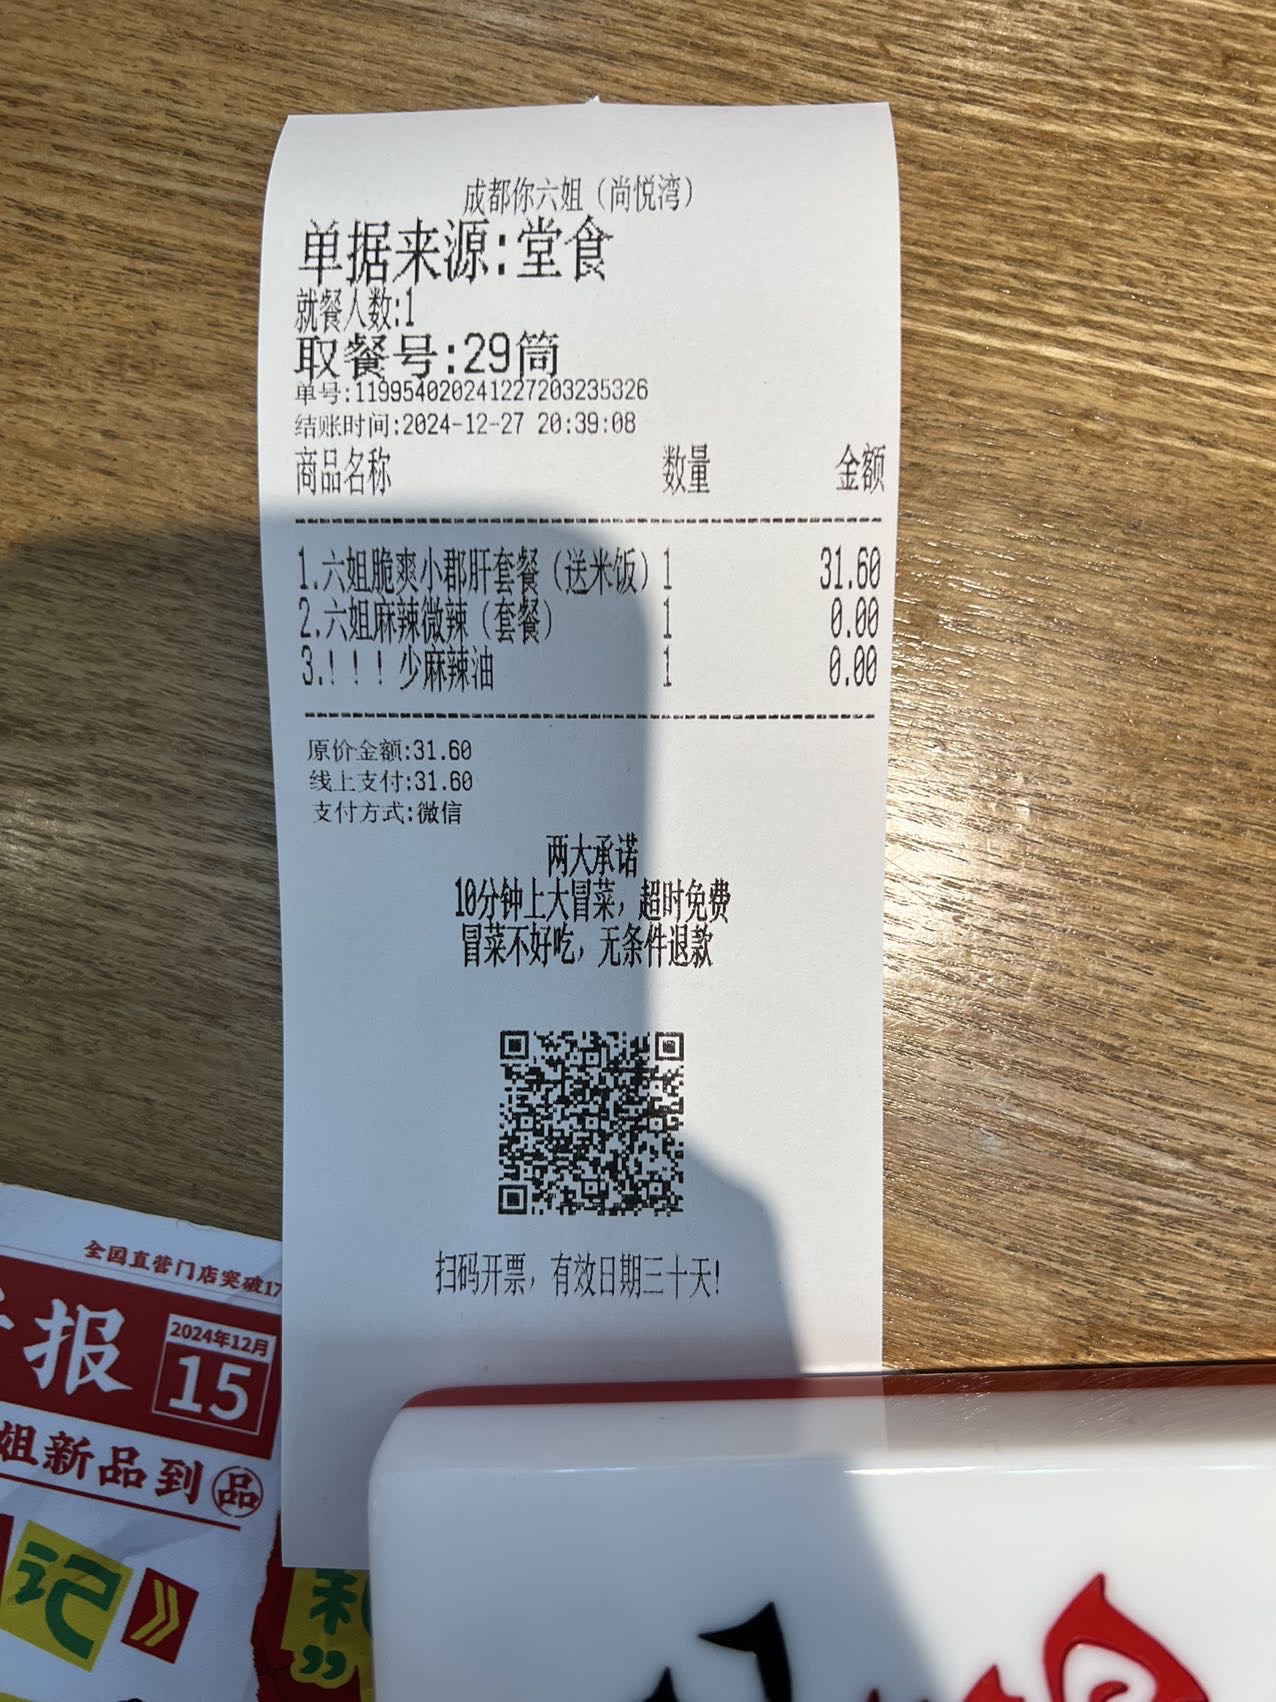 成都你六姐（尚悦湾）
单据来源:堂食
就餐人数:1
取餐号:29筒
单号:119954020241227203235326
结账时间:2024-12-27 20:39:08
商品名称 数量 金额
1.六姐脆爽小郡肝套餐（送米饭） 1 31.60
2.六姐麻辣微辣（套餐） 1 0.00
3.！！！少麻辣油 1 0.00
原价金额:31.60
线上支付:31.60
支付方式:微信
两大承诺
10分钟上大冒菜，超时免费
冒菜不好吃，无条件退款
扫码开票，有效日期三十天！
全国直管门店突破17
报
2024年12月
15
姐新品到品
记》